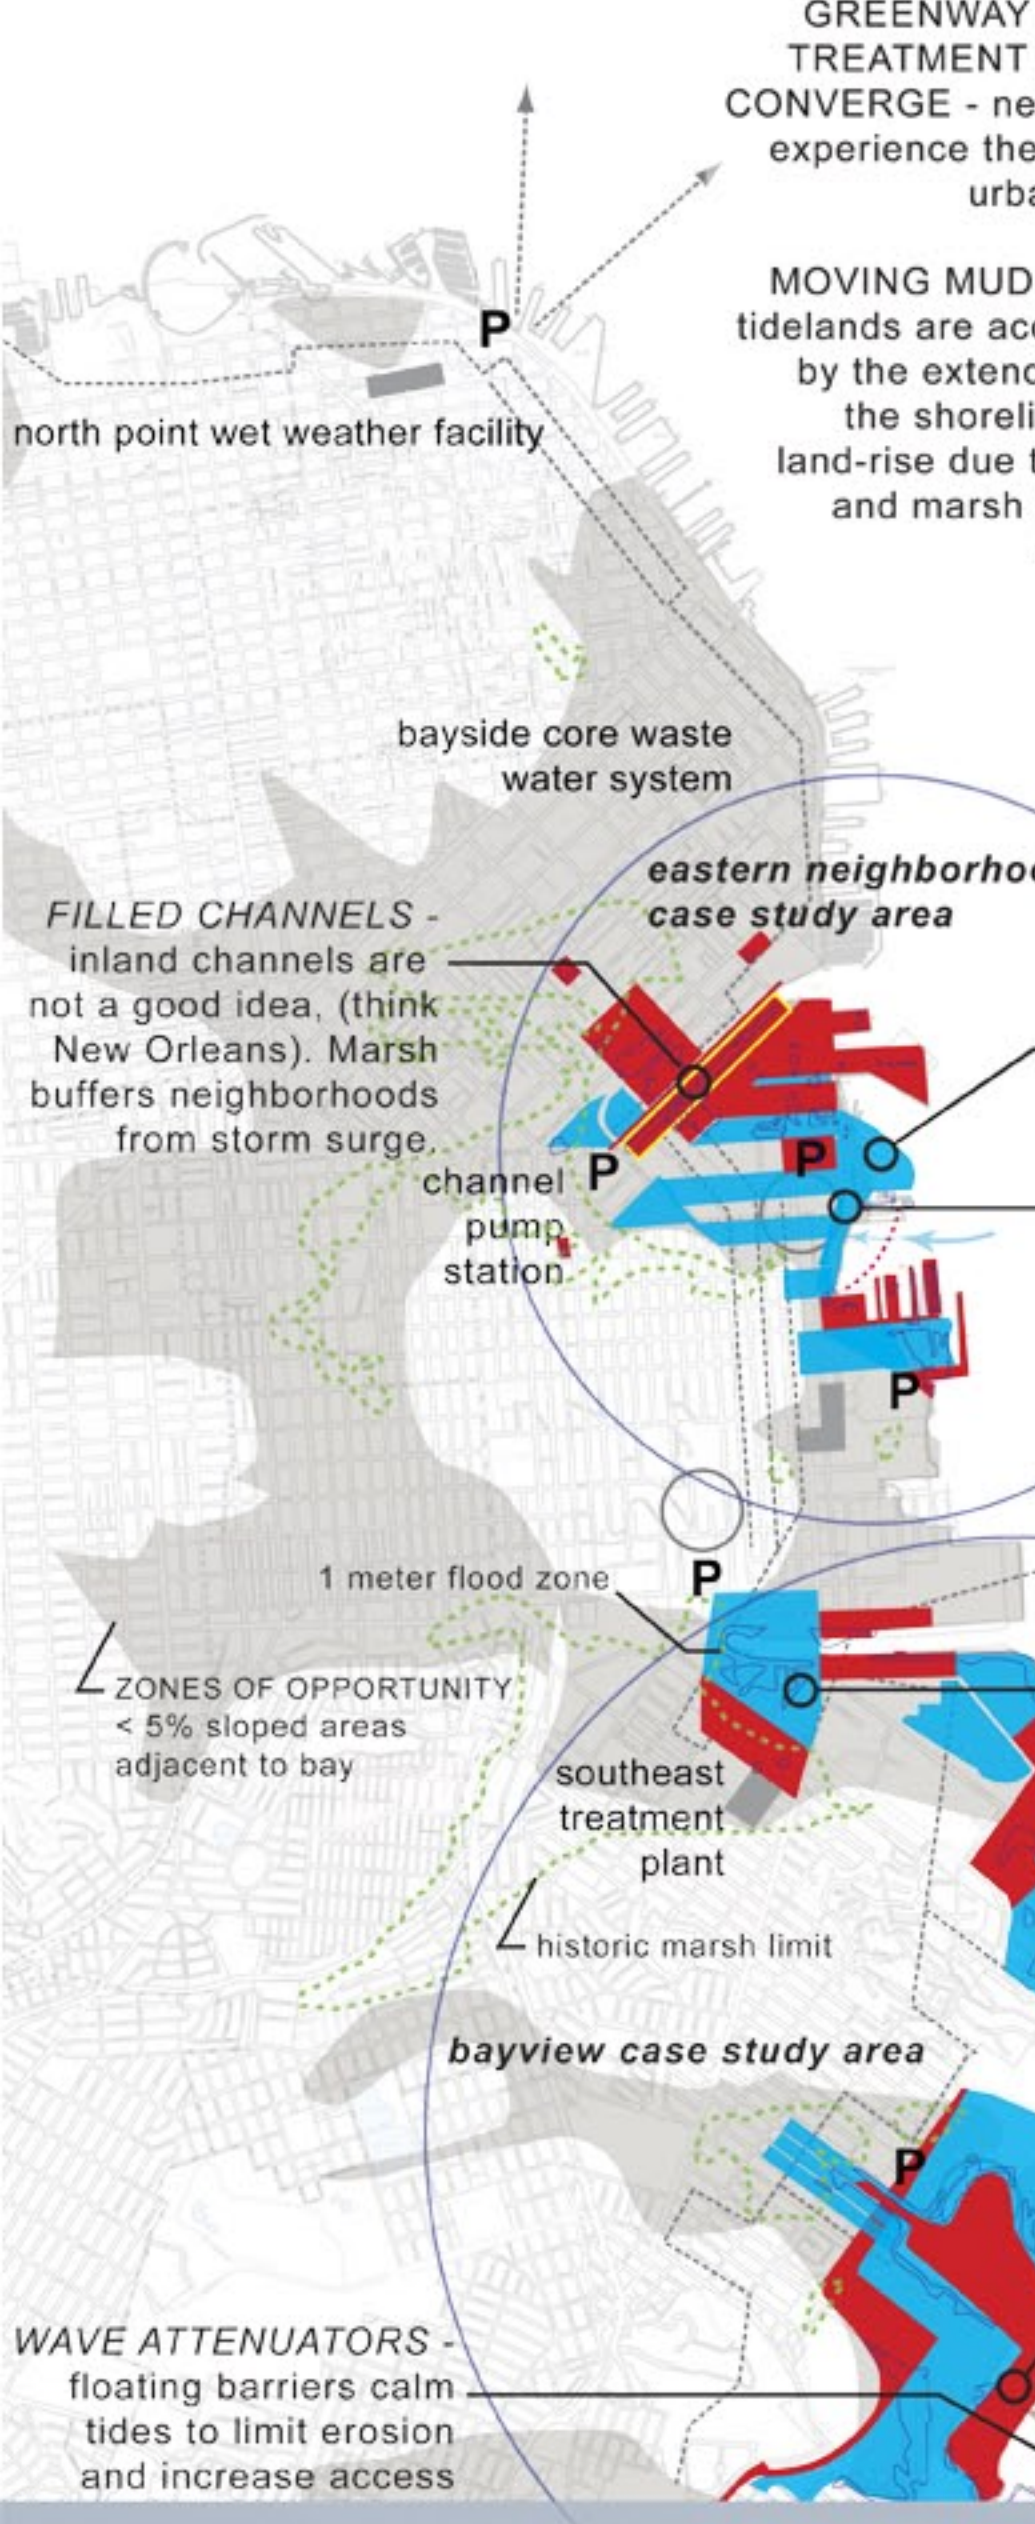 GREENWAY
TREATMENT
CONVERGE - ne
experience the
urba
MOVING MUD
tidelands are acc
by the extend
the shoreli
land-rise due t
and marsh
P
north point wet weather facility
bayside core waste
water system
eastern neighborhoo
case study area
FILLED CHANNELS -
inland channels are
not a good idea, (think
New Orleans). Marsh
buffers neighborhoods
from storm surge.
P
P
channel
pump
station
P
1 meter flood zone
P
ZONES OF OPPORTUNITY
< 5% sloped areas
adjacent to bay
southeast
treatment
plant
historic marsh limit
bayview case study area
P
WAVE ATTENUATORS -
floating barriers calm
tides to limit erosion
and increase access